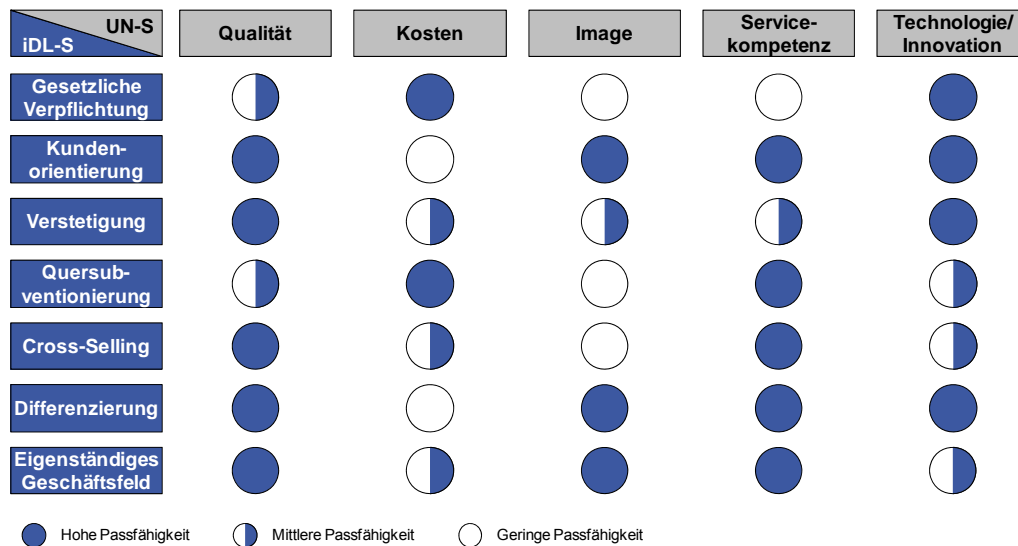 UN-S
iDL-S
Qualität
Kosten
Image
Service-
kompetenz
Technologie/
Innovation
Gesetzliche
Verpflichtung
Kunden-
orientierung
Verstetigung
Quersub-
ventionierung
Cross-Selling
Differenzierung
Eigenständiges
Geschäftsfeld
Hohe Passfähigkeit
Mittlere Passfähigkeit
Geringe Passfähigkeit